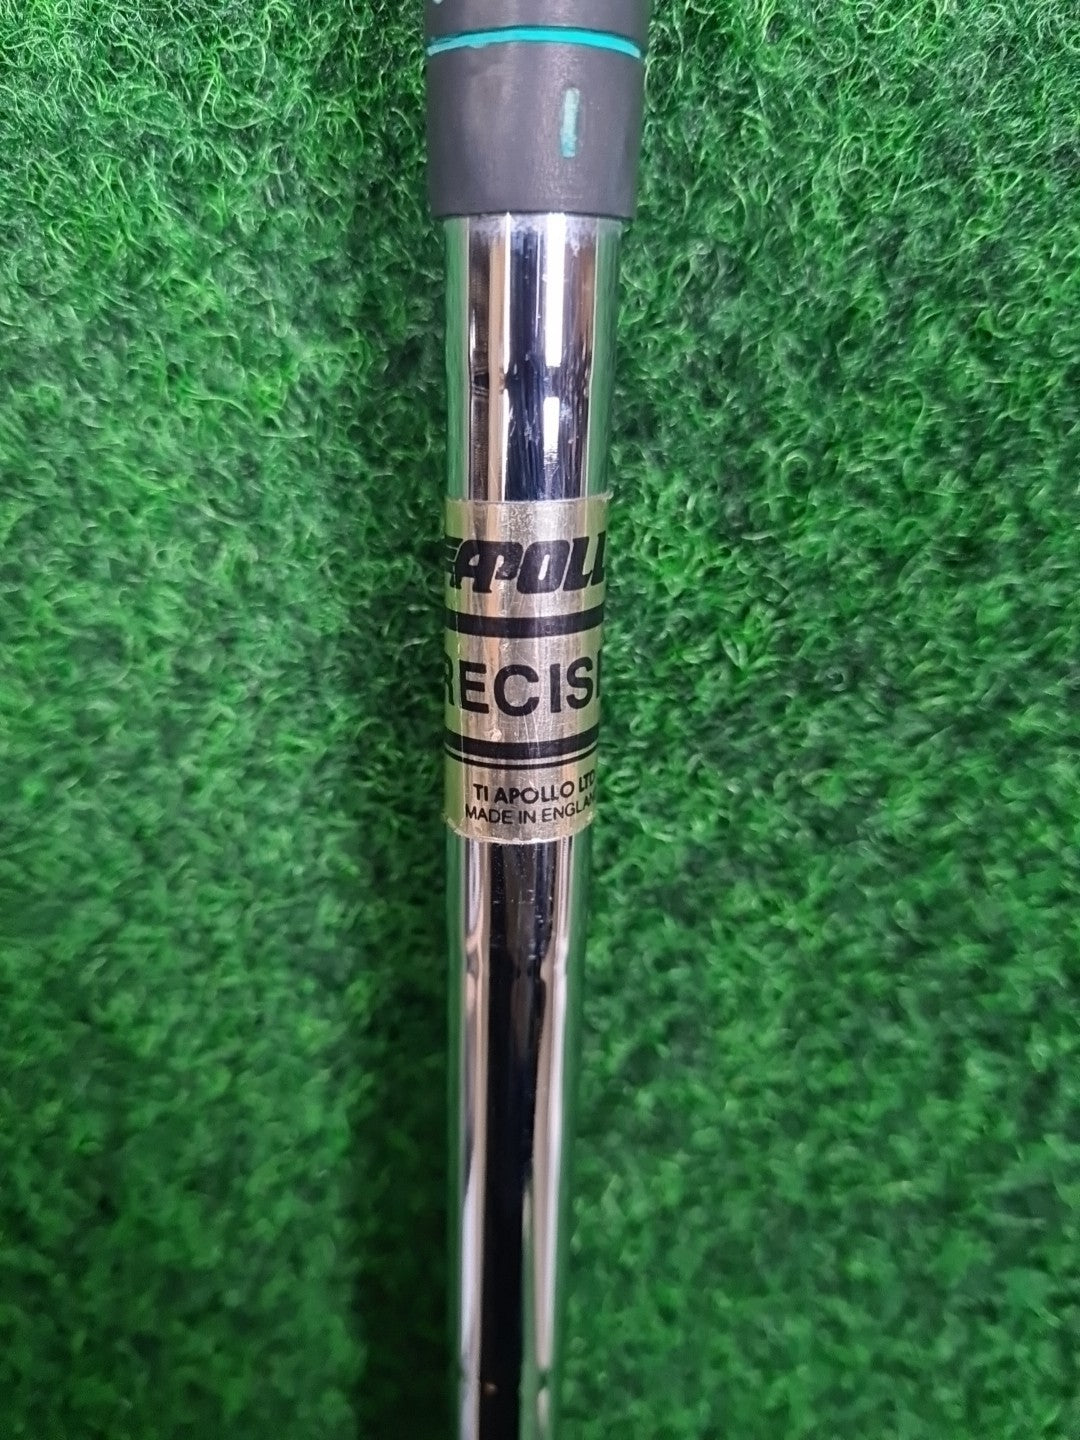 APOLL
RECISI
TI APOLLO LTD
MADE IN ENGLAN